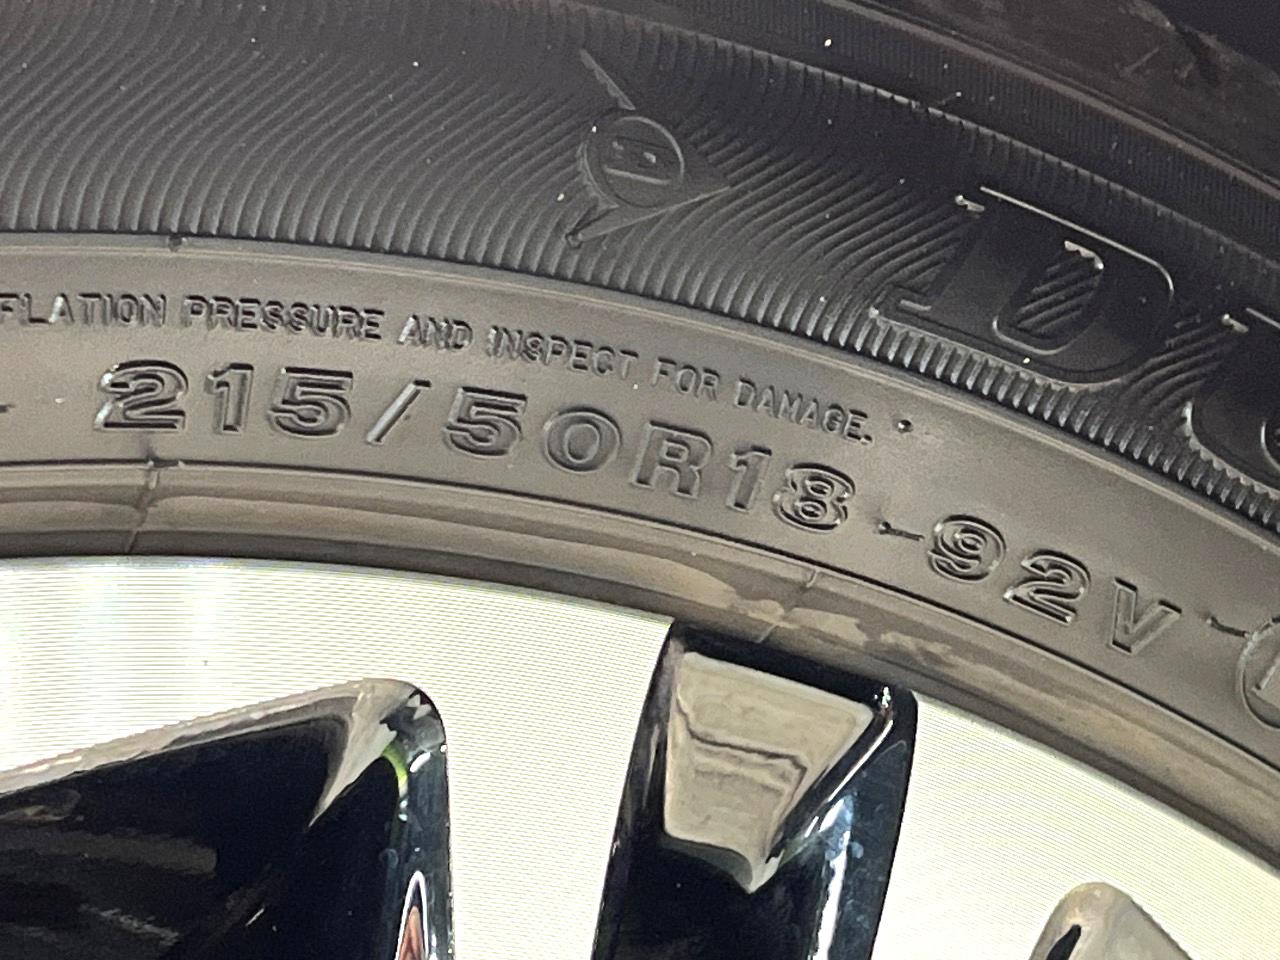 D
FLATION PRESSURE AND INSPECT FOR DAMAGE.
215/50R18 92V